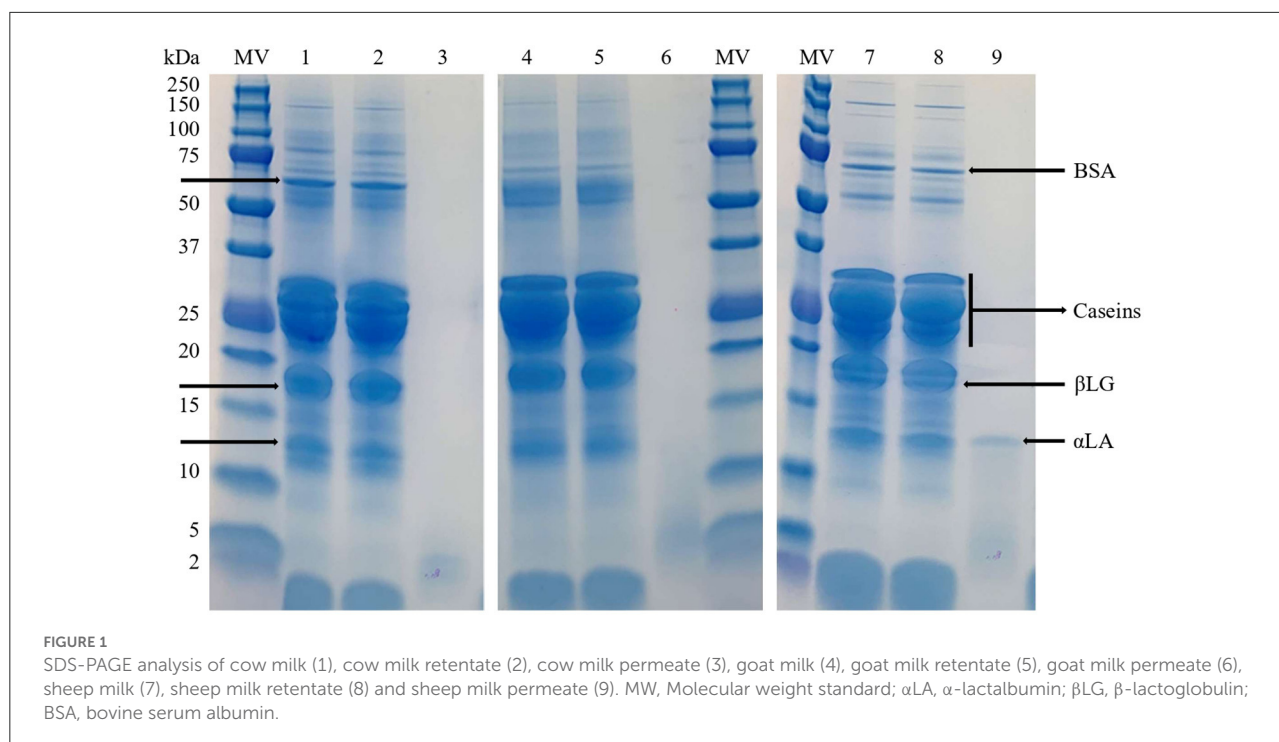 kDa MV 1 2 3 4 5 6 MV MV 7 8 9
250
150
100
75
50
37
25
20
15
10
5
2
BSA
Caseins
βLG
αLA
FIGURE 1
SDS-PAGE analysis of cow milk (1), cow milk retentate (2), cow milk permeate (3), goat milk (4), goat milk retentate (5), goat milk permeate (6),
sheep milk (7), sheep milk retentate (8) and sheep milk permeate (9). MW, Molecular weight standard; αLA, α-lactalbumin; βLG, β-lactoglobulin;
BSA, bovine serum albumin.